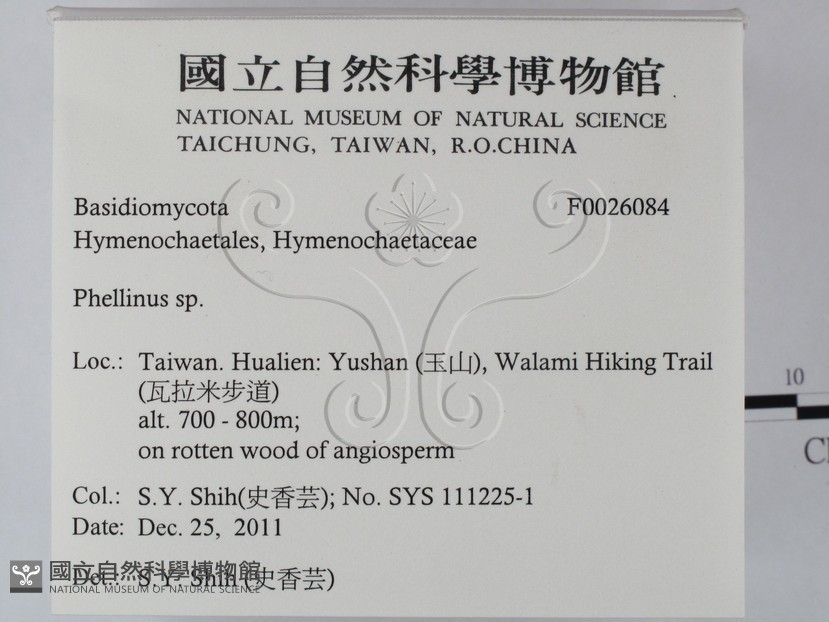 國立自然科學博物館
NATIONAL MUSEUM OF NATURAL SCIENCE
TAICHUNG, TAIWAN, R.O.CHINA
Basidiomycota F0026084
Hymenochaetales, Hymenochaetaceae
Phellinus sp.
Loc.: Taiwan. Hualien: Yushan (玉山), Walami Hiking Trail
(瓦拉米步道)
alt. 700 - 800m;
on rotten wood of angiosperm
10
Col.: S.Y. Shih(史香芸); No. SYS 111225-1
Date: Dec. 25, 2011
Det.: S.Y. Shih (史香芸)
國立自然科學博物館
NATIONAL MUSEUM OF NATURAL SCIENCE